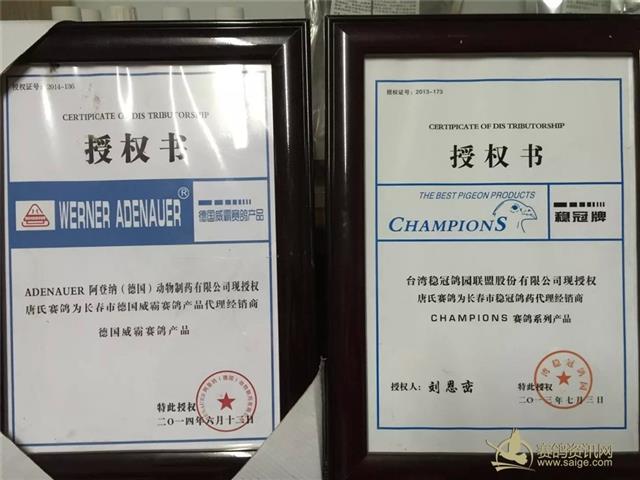 授权证号：2014-136
CERTIFICATE OF DIS TRIBUTORSHIP
授权书
WERNER ADENAUER ®
德国威霸赛鸽产品
ADENAUER 阿登纳（德国）动物制药有限公司现授权
唐氏赛鸽为长春市德国威霸赛鸽产品代理经销商
德国威霸赛鸽产品
特此授权
二〇一四年六月十三日
授权证号：2013-173
CERTIFICATE OF DIS TRIBUTORSHIP
授权书
THE BEST PIGEON PRODUCTS
CHAMPIONS
稳冠牌
台湾稳冠鸽园联盟股份有限公司现授权
唐氏赛鸽为长春市稳冠鸽药代理经销商
CHAMPIONS 赛鸽系列产品
授权人：刘恩峦
特此授权
二〇一三年七月三日
赛鸽资讯网
www.saige.com